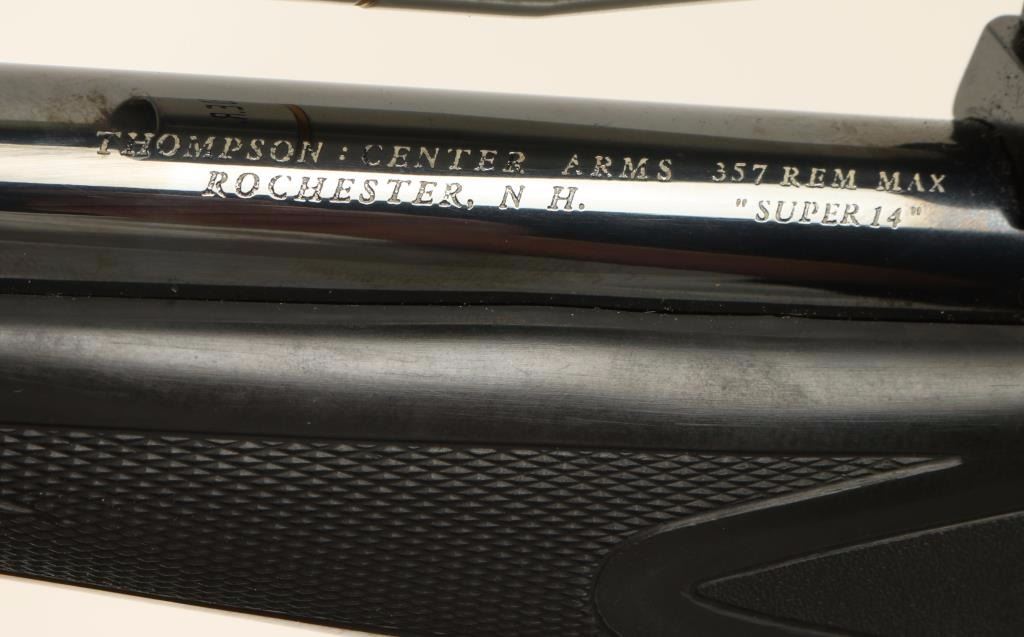 THOMPSON : CENTER ARMS 357 REM MAX
ROCHESTER, N H. "SUPER 14"